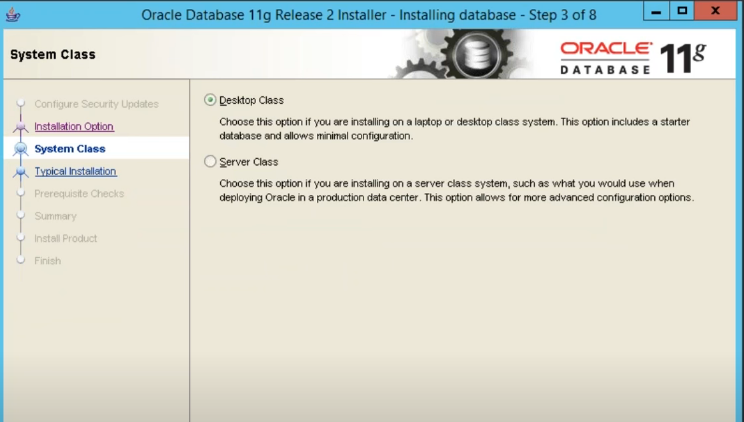 Oracle Database 11g Release 2 Installer - Installing database - Step 3 of 8
System Class
ORACLE
DATABASE 11g
Configure Security Updates
Installation Option
System Class
Typical Installation
Prerequisite Checks
Summary
Install Product
Finish
Desktop Class
Choose this option if you are installing on a laptop or desktop class system. This option includes a starter
database and allows minimal configuration.
Server Class
Choose this option if you are installing on a server class system, such as what you would use when
deploying Oracle in a production data center. This option allows for more advanced configuration options.